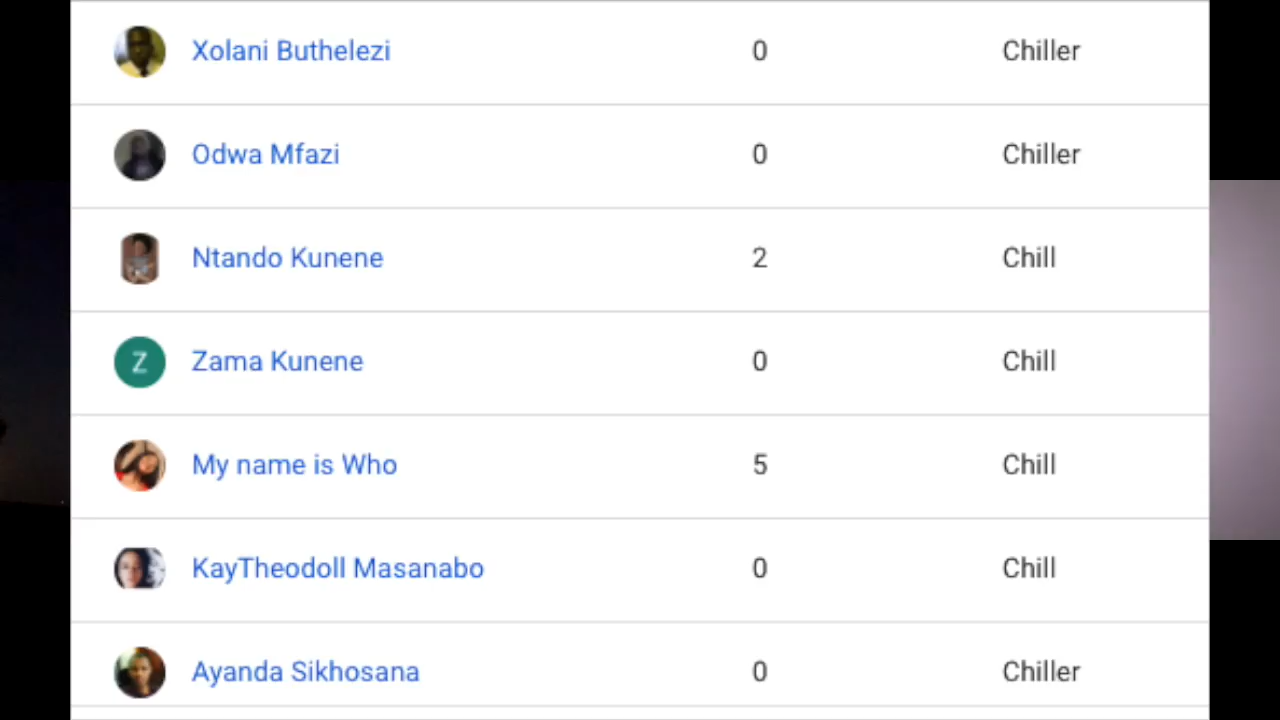 Xolani Buthelezi 0 Chiller
Odwa Mfazi 0 Chiller
Ntando Kunene 2 Chill
Z Zama Kunene 0 Chill
My name is Who 5 Chill
KayTheodoll Masanabo 0 Chill
Ayanda Sikhosana 0 Chiller